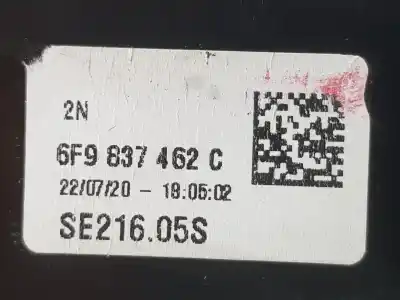 2N
6F9 837 462 C
22/07/20 - 18:05:02
SE216.05S